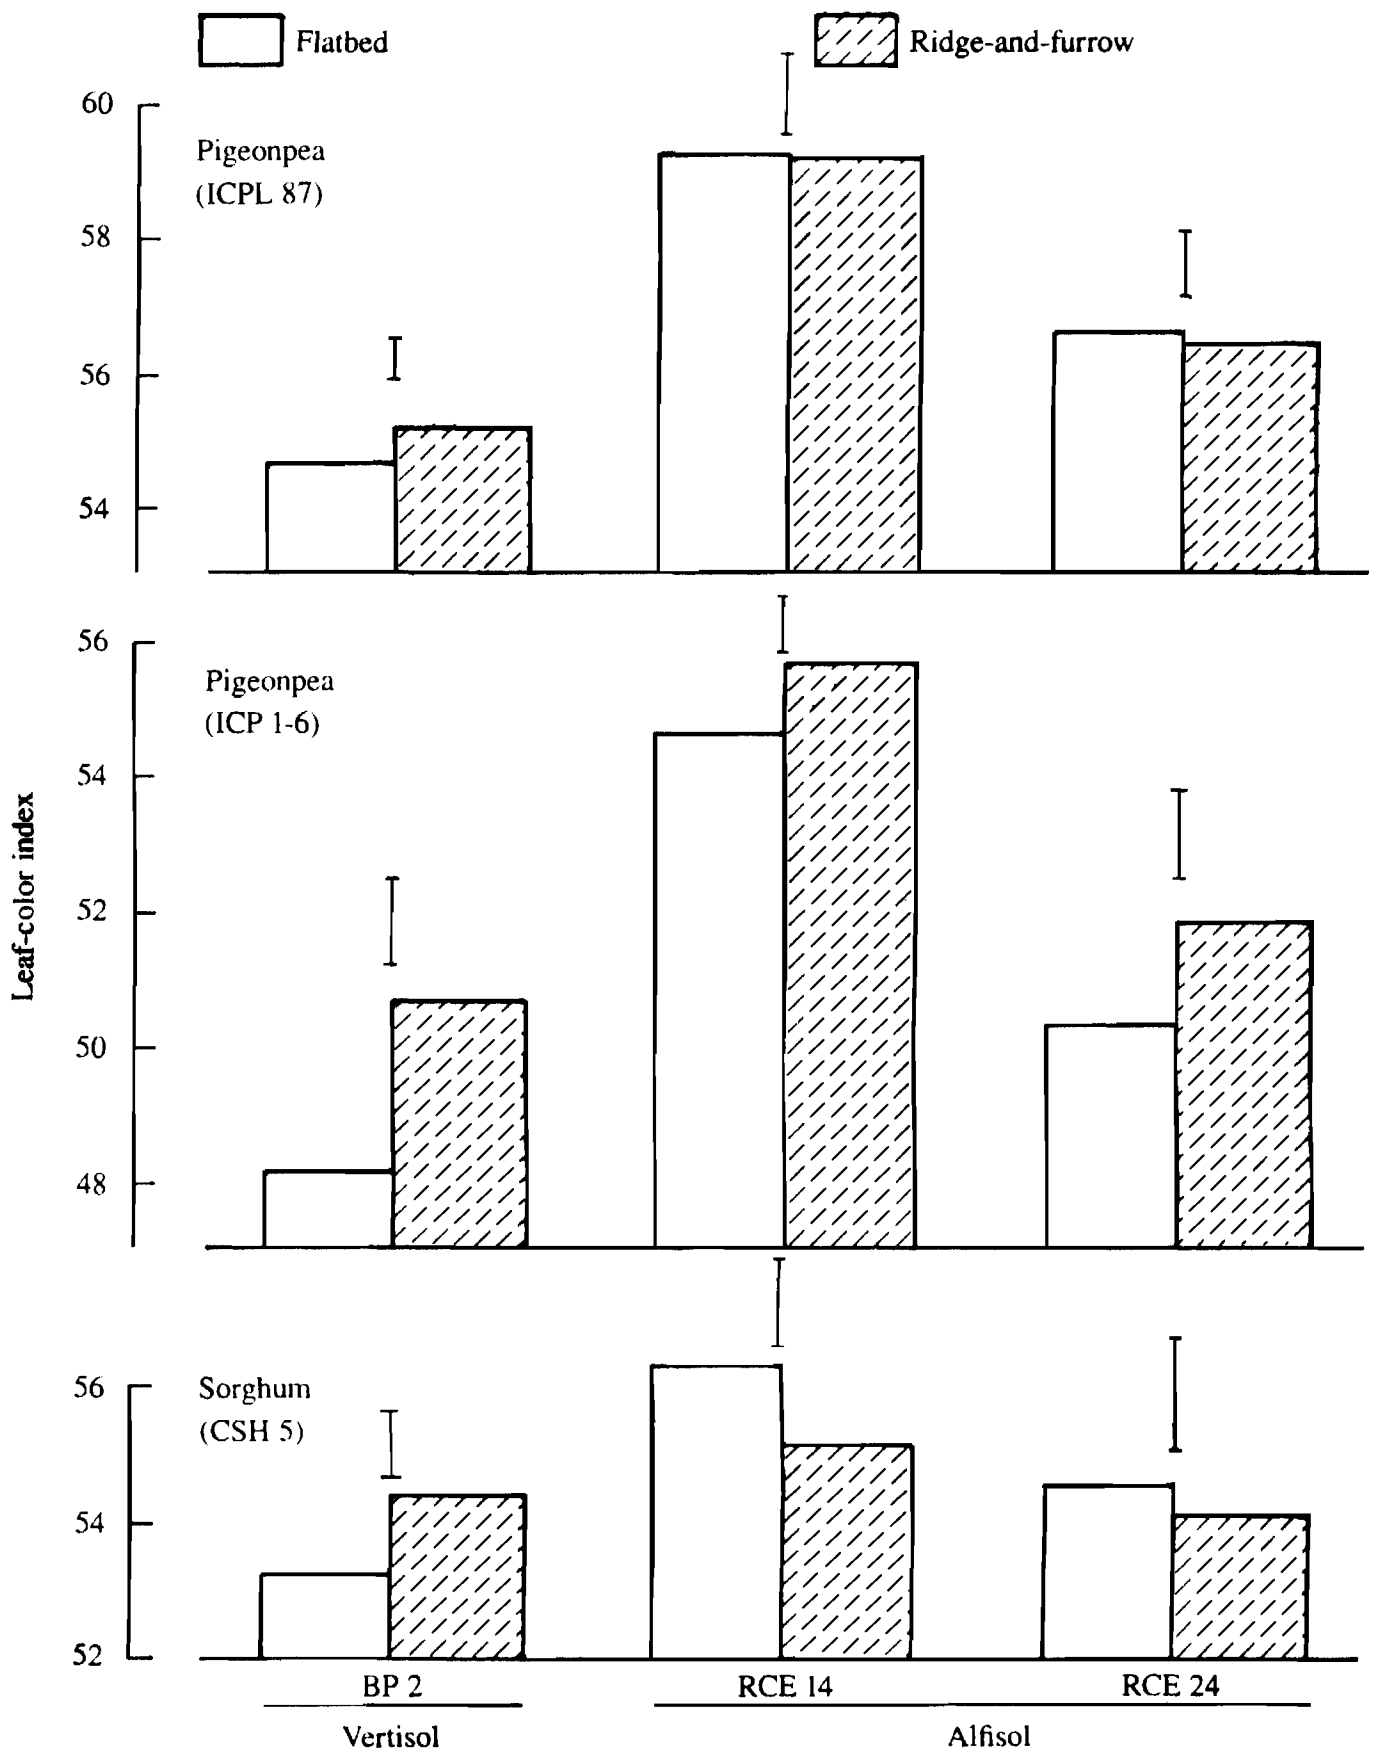 Flatbed
Ridge-and-furrow
60
Pigeonpea
(ICPL 87)
58
56
54
56
Pigeonpea
(ICP 1-6)
54
52
50
48
Leaf-color index
56
Sorghum
(CSH 5)
54
52
BP 2
RCE 14
RCE 24
Vertisol
Alfisol